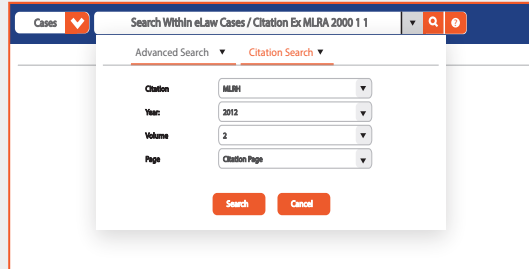 Cases Search Within eLaw Cases / Citation Ex MLRA 2000 1 1 ?
Advanced Search Citation Search
Citation MLRH
Year: 2012
Volume 2
Page Citation Page
Search Cancel